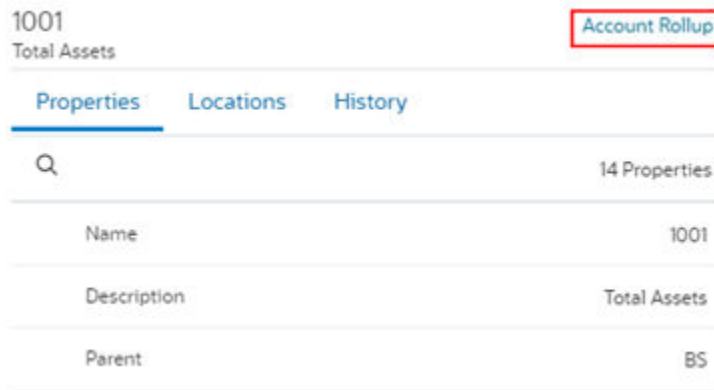 1001
Account Rollup
Total Assets
Properties Locations History
14 Properties
Name 1001
Description Total Assets
Parent BS